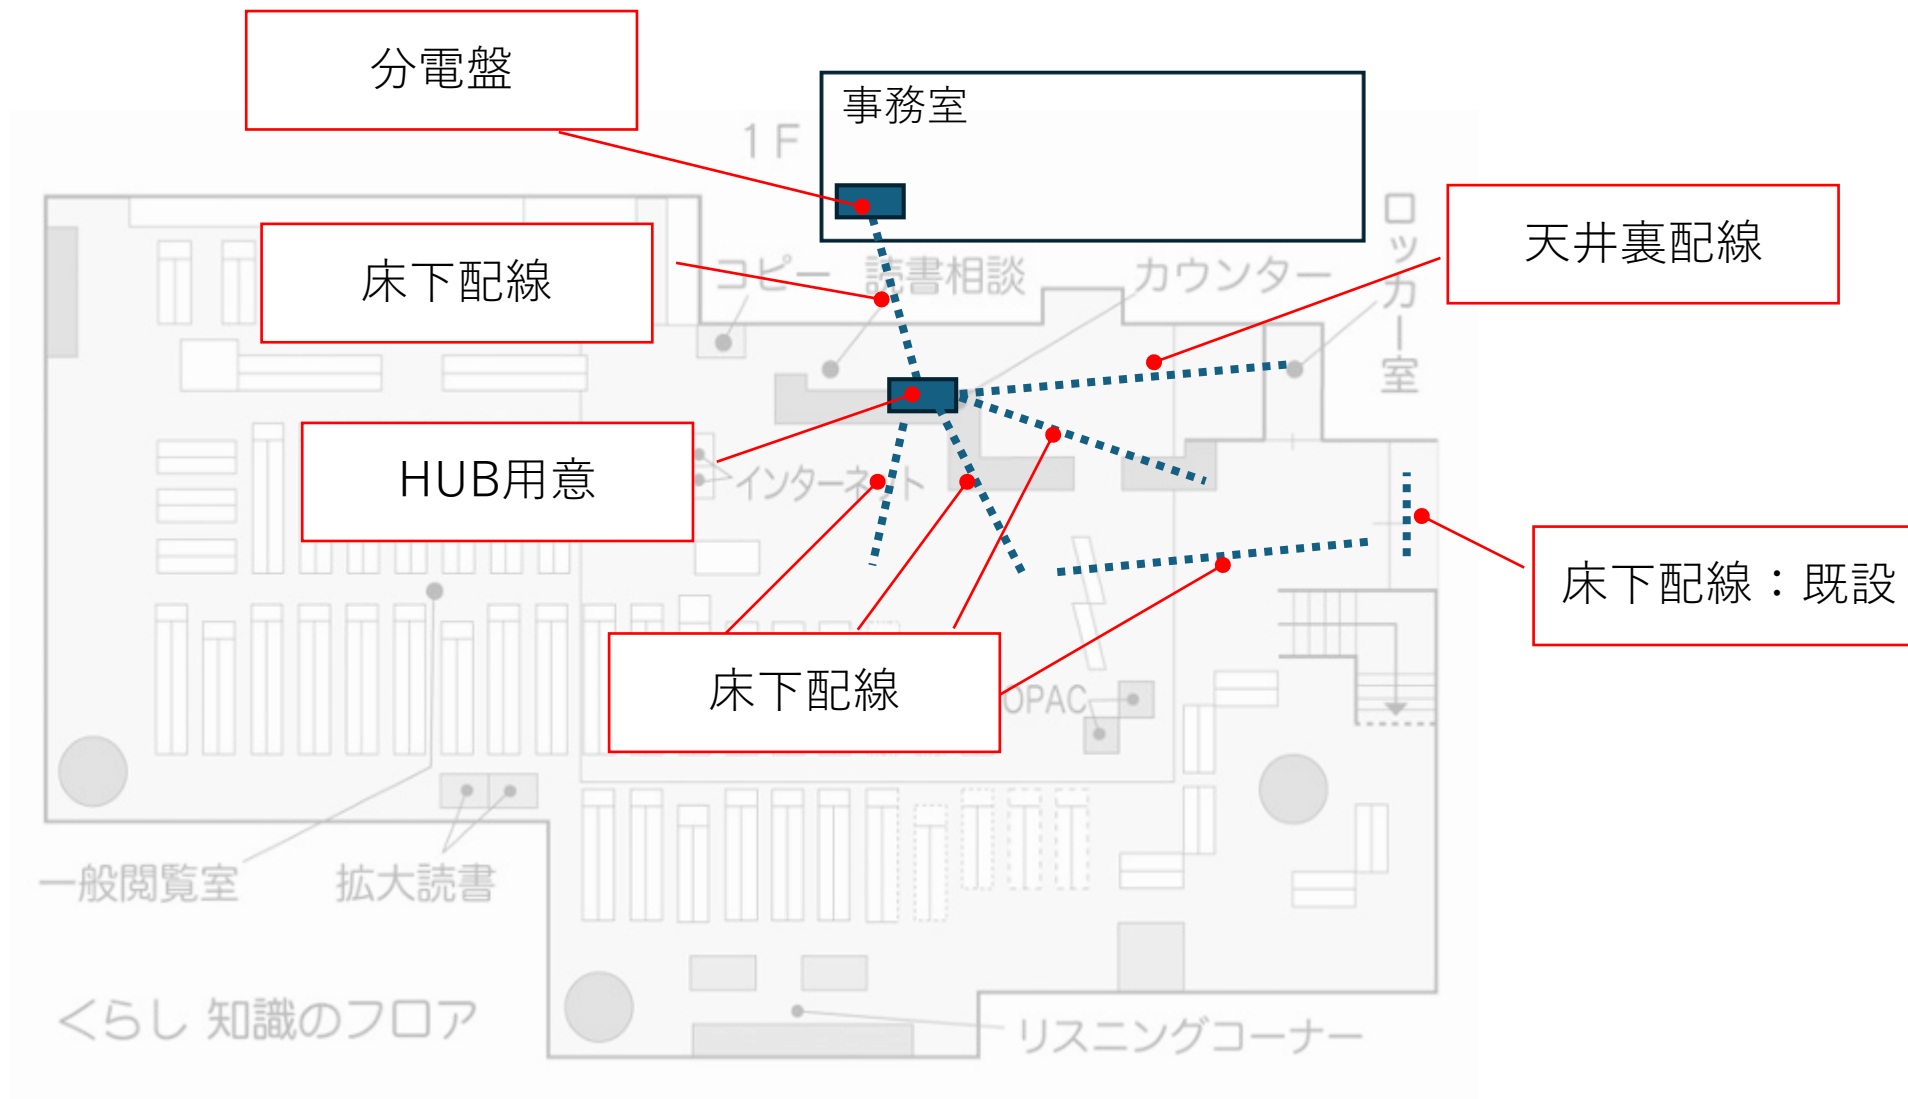 分電盤
事務室
1F
床下配線
コピー
読書相談
カウンター
ロッカー室
天井裏配線
HUB用意
インターネット
床下配線:既設
床下配線
OPAC
一般閲覧室
拡大読書
くらし 知識のフロア
リスニングコーナー